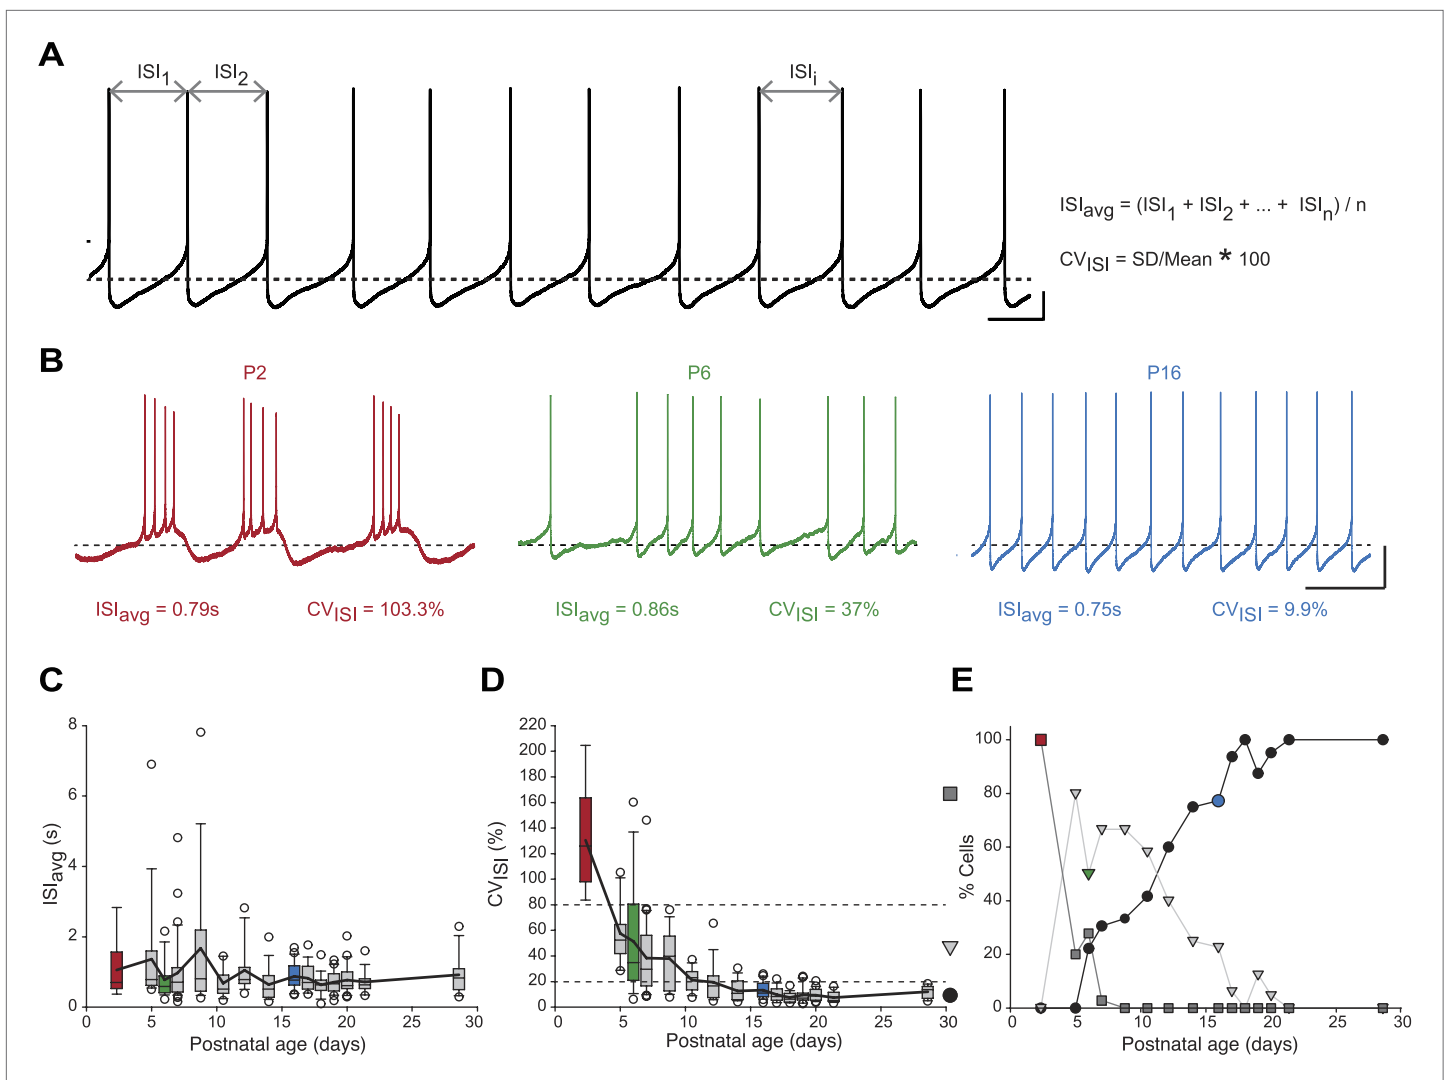 A
ISI1 ISI2 ISIi
ISIavg = (ISI1 + ISI2 + ... + ISIn) / n
CVISI = SD/Mean * 100
B
P2 P6 P16
ISIavg = 0.79s CVISI = 103.3% ISIavg = 0.86s CVISI = 37% ISIavg = 0.75s CVISI = 9.9%
C
ISIavg (s)
8
6
4
2
0
0 5 10 15 20 25 30
Postnatal age (days)
D
CVISI (%)
220
200
180
160
140
120
100
80
60
40
20
0
0 5 10 15 20 25 30
Postnatal age (days)
E
% Cells
100
80
60
40
20
0
0 5 10 15 20 25 30
Postnatal age (days)